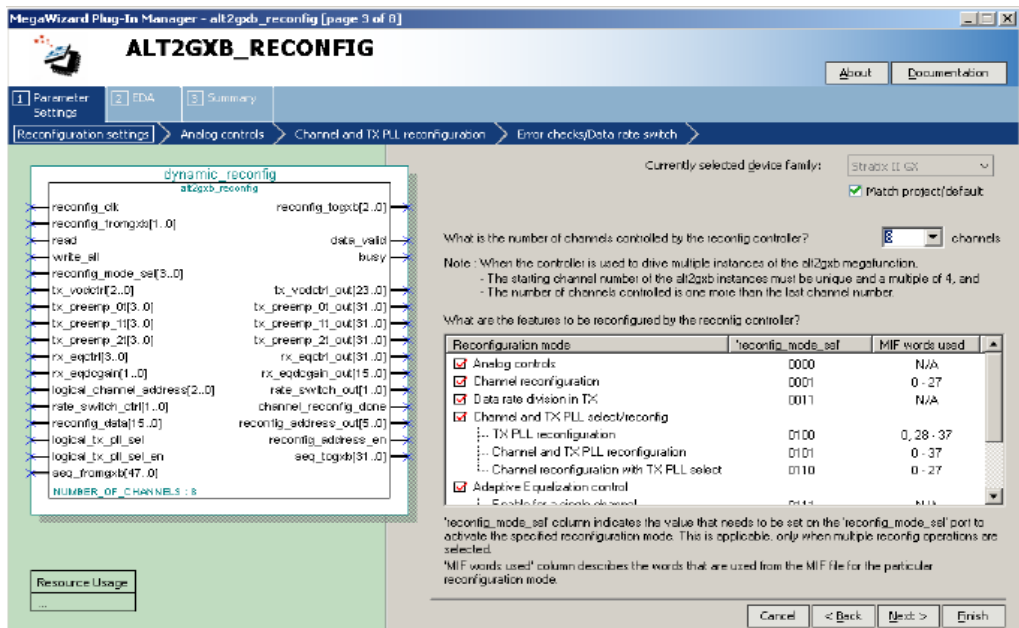 MegaWizard Plug-In Manager - alt2gxb_reconfig [page 3 of 8]
ALT2GXB_RECONFIG
About
Documentation
1 Parameter Settings
2 EDA
3 Summary
Reconfiguration settings
Analog controls
Channel and TX PLL reconfiguration
Error checks/Data rate switch
dynamic_reconfig
alt2gxb_reconfig
reconfig_clk
reconfig_togxb[2..0]
reconfig_fromgxb[1..0]
read
data_valid
write_all
busy
reconfig_mode_sel[3..0]
tx_vodctrl[2..0]
tx_vodctrl_out[23..0]
tx_preemp_0t[3..0]
tx_preemp_0t_out[31..0]
tx_preemp_1t[3..0]
tx_preemp_1t_out[31..0]
tx_preemp_2t[3..0]
tx_preemp_2t_out[31..0]
rx_eqctrl[3..0]
rx_eqctrl_out[31..0]
rx_eqdcgain[1..0]
rx_eqdcgain_out[15..0]
logical_channel_address[2..0]
rate_switch_out[1..0]
rate_switch_ctrl[1..0]
channel_reconfig_done
reconfig_data[15..0]
reconfig_address_out[5..0]
logical_tx_pll_sel
reconfig_address_en
logical_tx_pll_sel_en
aeq_togxb[31..0]
aeq_fromgxb[47..0]
NUMBER_OF_CHANNELS : 8
Resource Usage
...
Currently selected device family:
Stratix II GX
Match project/default
What is the number of channels controlled by the reconfig controller?
8
channels
Note : When the controller is used to drive multiple instances of the alt2gxb megafunction,
- The starting channel number of the alt2gxb instances must be unique and a multiple of 4, and
- The number of channels controlled is one more than the last channel number.
What are the features to be reconfigured by the reconfig controller?
Reconfiguration mode
'reconfig_mode_sel'
MIF words used
Analog controls 0000 N/A
Channel reconfiguration 0001 0 - 27
Data rate division in TX 0011 N/A
Channel and TX PLL select/reconfig
TX PLL reconfiguration 0100 0, 28 - 37
Channel and TX PLL reconfiguration 0101 0 - 37
Channel reconfiguration with TX PLL select 0110 0 - 27
Adaptive Equalization control
Enable for a single channel 0111 N/A
'reconfig_mode_sel' column indicates the value that needs to be set on the 'reconfig_mode_sel' port to
activate the specified reconfiguration mode. This is applicable, only when multiple reconfig operations are
selected.
'MIF words used' column describes the words that are used from the MIF file for the particular
reconfiguration mode.
Cancel
< Back
Next >
Finish